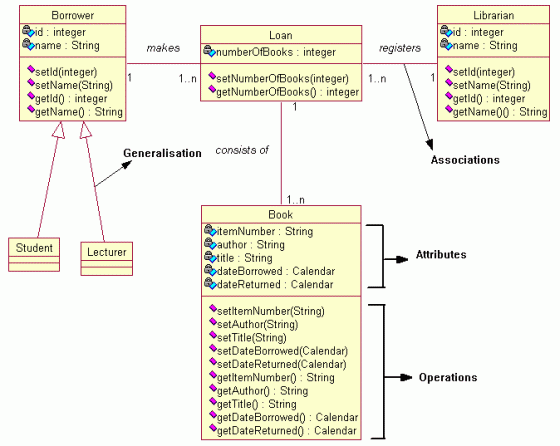 Borrower
id : integer
name : String
setId(integer)
setName(String)
getId() : integer
getName() : String
makes
1
1..n
Loan
numberOfBooks : integer
setNumberOfBooks(integer)
getNumberOfBooks() : integer
registers
1..n
1
Librarian
id : integer
name : String
setId(integer)
setName(String)
getId() : integer
getName()() : String
Generalisation
Associations
1
consists of
1..n
Student
Lecturer
Book
itemNumber : String
author : String
title : String
dateBorrowed : Calendar
dateReturned : Calendar
Attributes
setItemNumber(String)
setAuthor(String)
setTitle(String)
setDateBorrowed(Calendar)
setDateReturned(Calendar)
getItemNumber() : String
getAuthor() : String
getTitle() : String
getDateBorrowed() : Calendar
getDateReturned() : Calendar
Operations